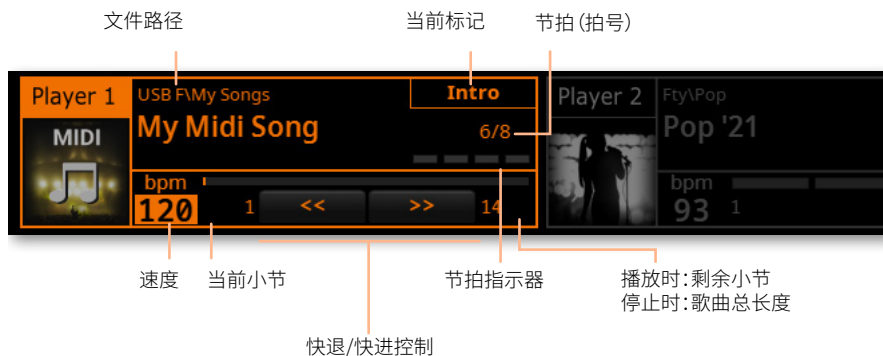 文件路径
当前标记
节拍(拍号)
Player 1
USB F\My Songs
Intro
MIDI
My Midi Song
6/8
bpm
120
1
<<
>>
14
Player 2
Fty\Pop
Pop '21
bpm
93
1
速度
当前小节
节拍指示器
播放时:剩余小节
停止时:歌曲总长度
快退/快进控制